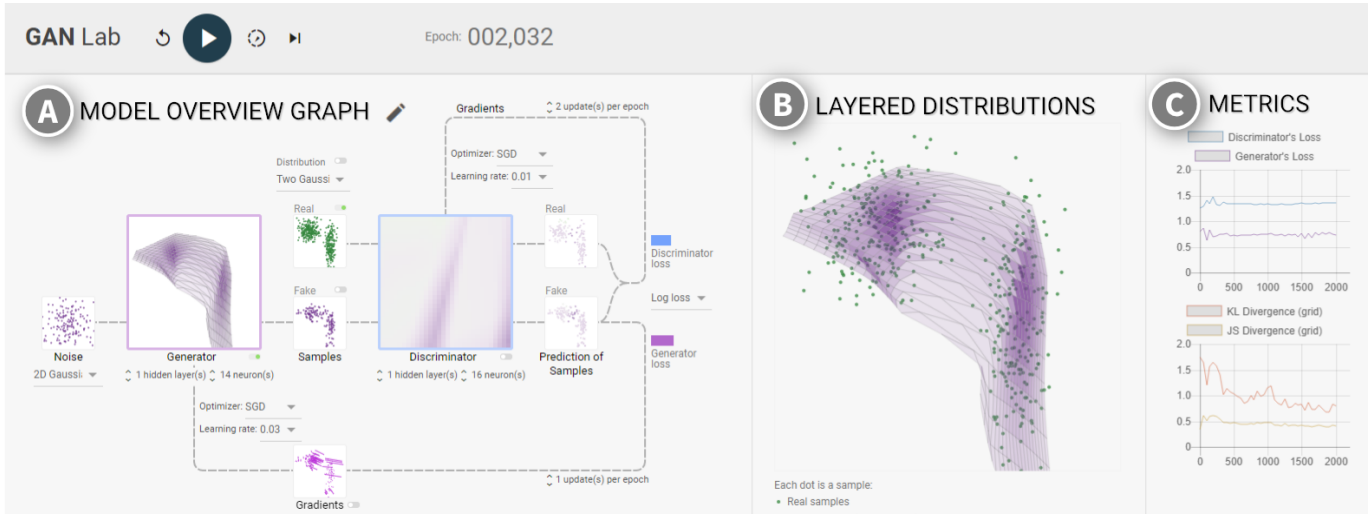 GAN Lab
Epoch: 002,032
A MODEL OVERVIEW GRAPH
Gradients
2 update(s) per epoch
Optimizer: SGD
Learning rate: 0.01
Distribution
Two Gaussi
Real
Fake
Samples
Noise
2D Gaussi
Generator
1 hidden layer(s) 14 neuron(s)
Discriminator
1 hidden layer(s) 16 neuron(s)
Real
Fake
Prediction of
Samples
Discriminator
loss
Log loss
Generator
loss
Optimizer: SGD
Learning rate: 0.03
Gradients
1 update(s) per epoch
B LAYERED DISTRIBUTIONS
Each dot is a sample:
Real samples
C METRICS
Discriminator's Loss
Generator's Loss
2.0
1.5
1.0
0.5
0
0 500 1000 1500 2000
KL Divergence (grid)
JS Divergence (grid)
2.0
1.5
1.0
0.5
0
0 500 1000 1500 2000